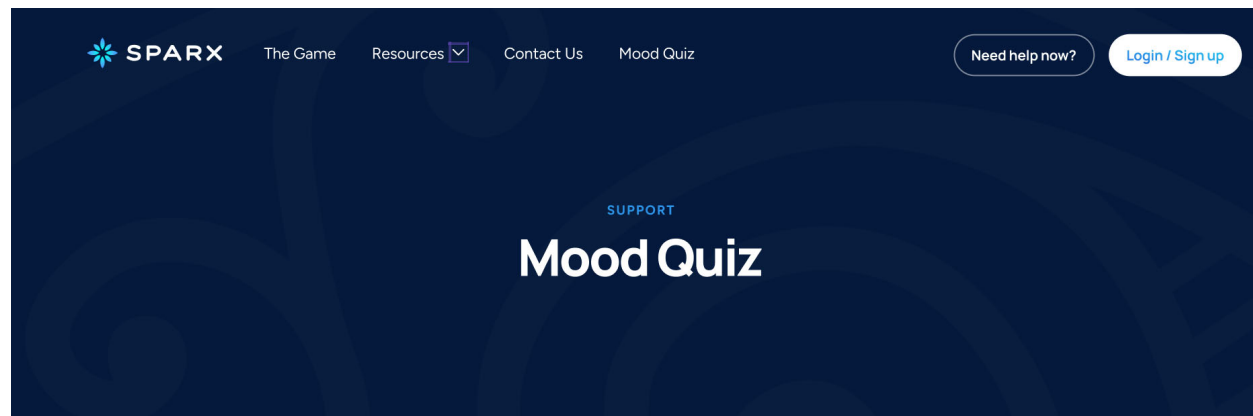 SPARX The Game Resources Contact Us Mood Quiz Need help now? Login / Sign up
SUPPORT
Mood Quiz